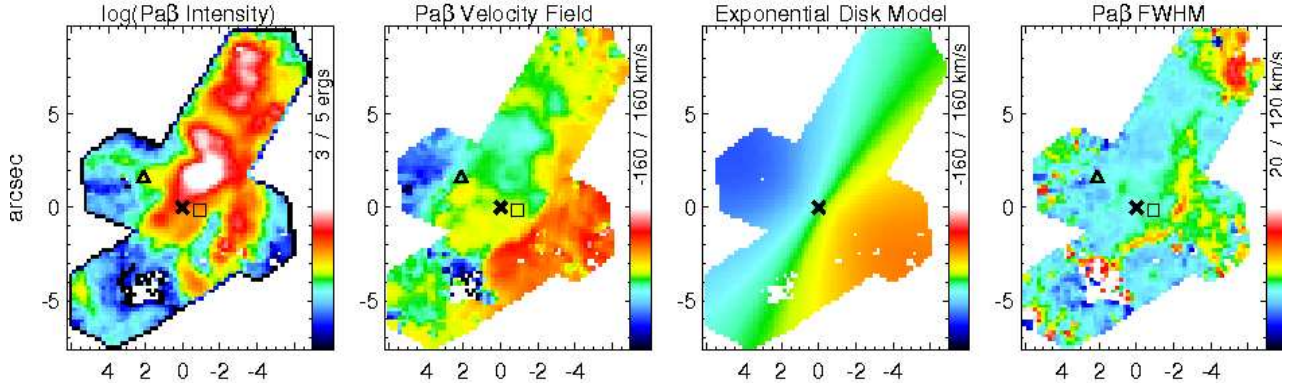 log(Paβ Intensity)
Paβ Velocity Field
Exponential Disk Model
Paβ FWHM
arcsec
5
0
-5
4 2 0 -2 -4
3 / 5 ergs
5
0
-5
4 2 0 -2 -4
-160 / 160 km/s
5
0
-5
4 2 0 -2 -4
-160 / 160 km/s
5
0
-5
4 2 0 -2 -4
20 / 120 km/s